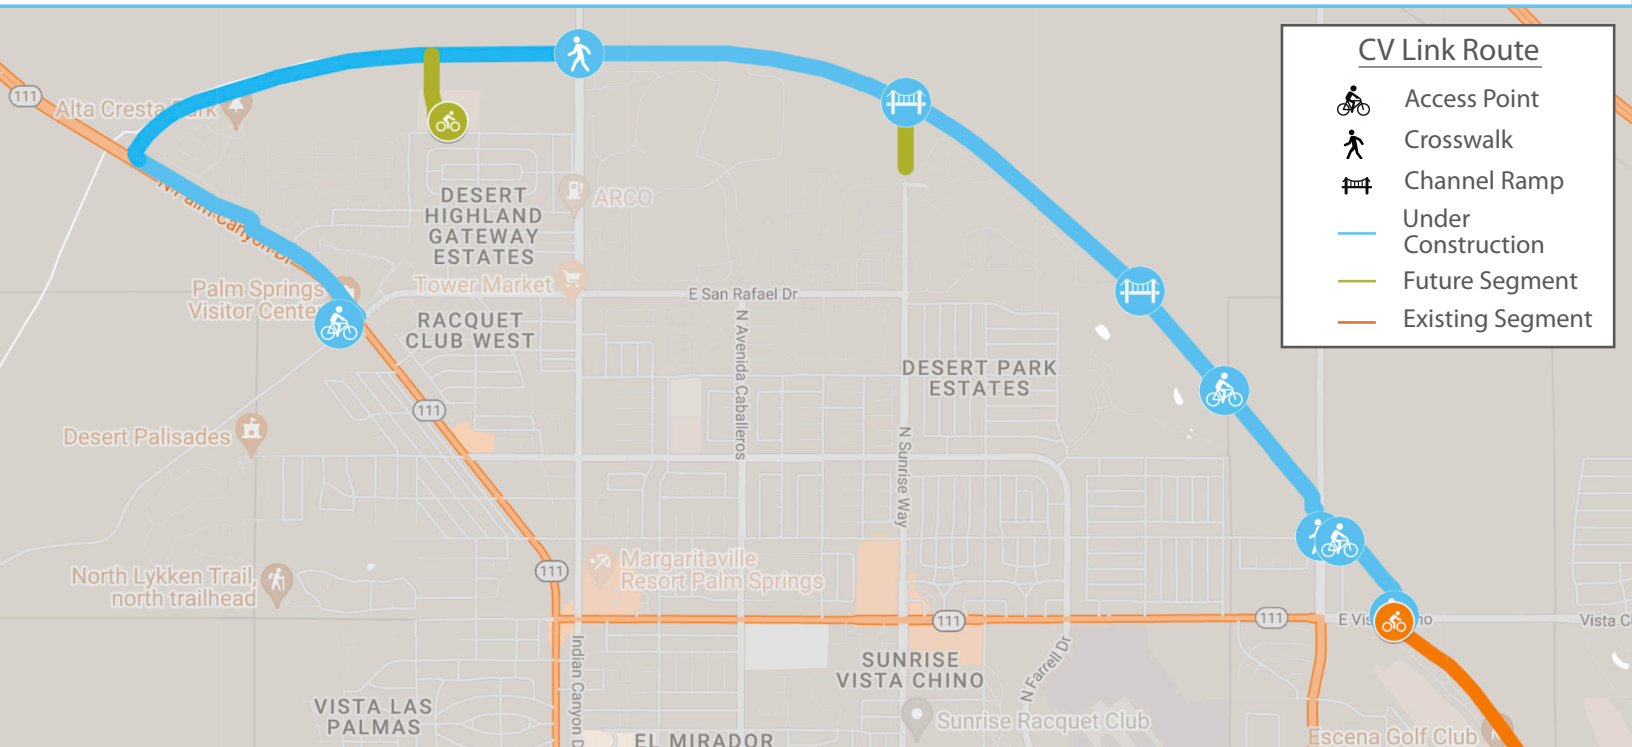 CV Link Route
Access Point
Crosswalk
Channel Ramp
Under
Construction
Future Segment
Existing Segment
111
Alta Cresta Park
N Palm Canyon Dr
DESERT
HIGHLAND
GATEWAY
ESTATES
ARCO
Palm Springs
Visitor Center
Tower Market
E San Rafael Dr
RACQUET
CLUB WEST
N Avenida Caballeros
DESERT PARK
ESTATES
111
Desert Palisades
N Sunrise Way
North Lykken Trail,
north trailhead
111
Margaritaville
Resort Palm Springs
111
111
E Vis
no
Vista C
Indian Canyon D
SUNRISE
VISTA CHINO
N Farrell Dr
VISTA LAS
PALMAS
Sunrise Racquet Club
EL MIRADOR
Escena Golf Club